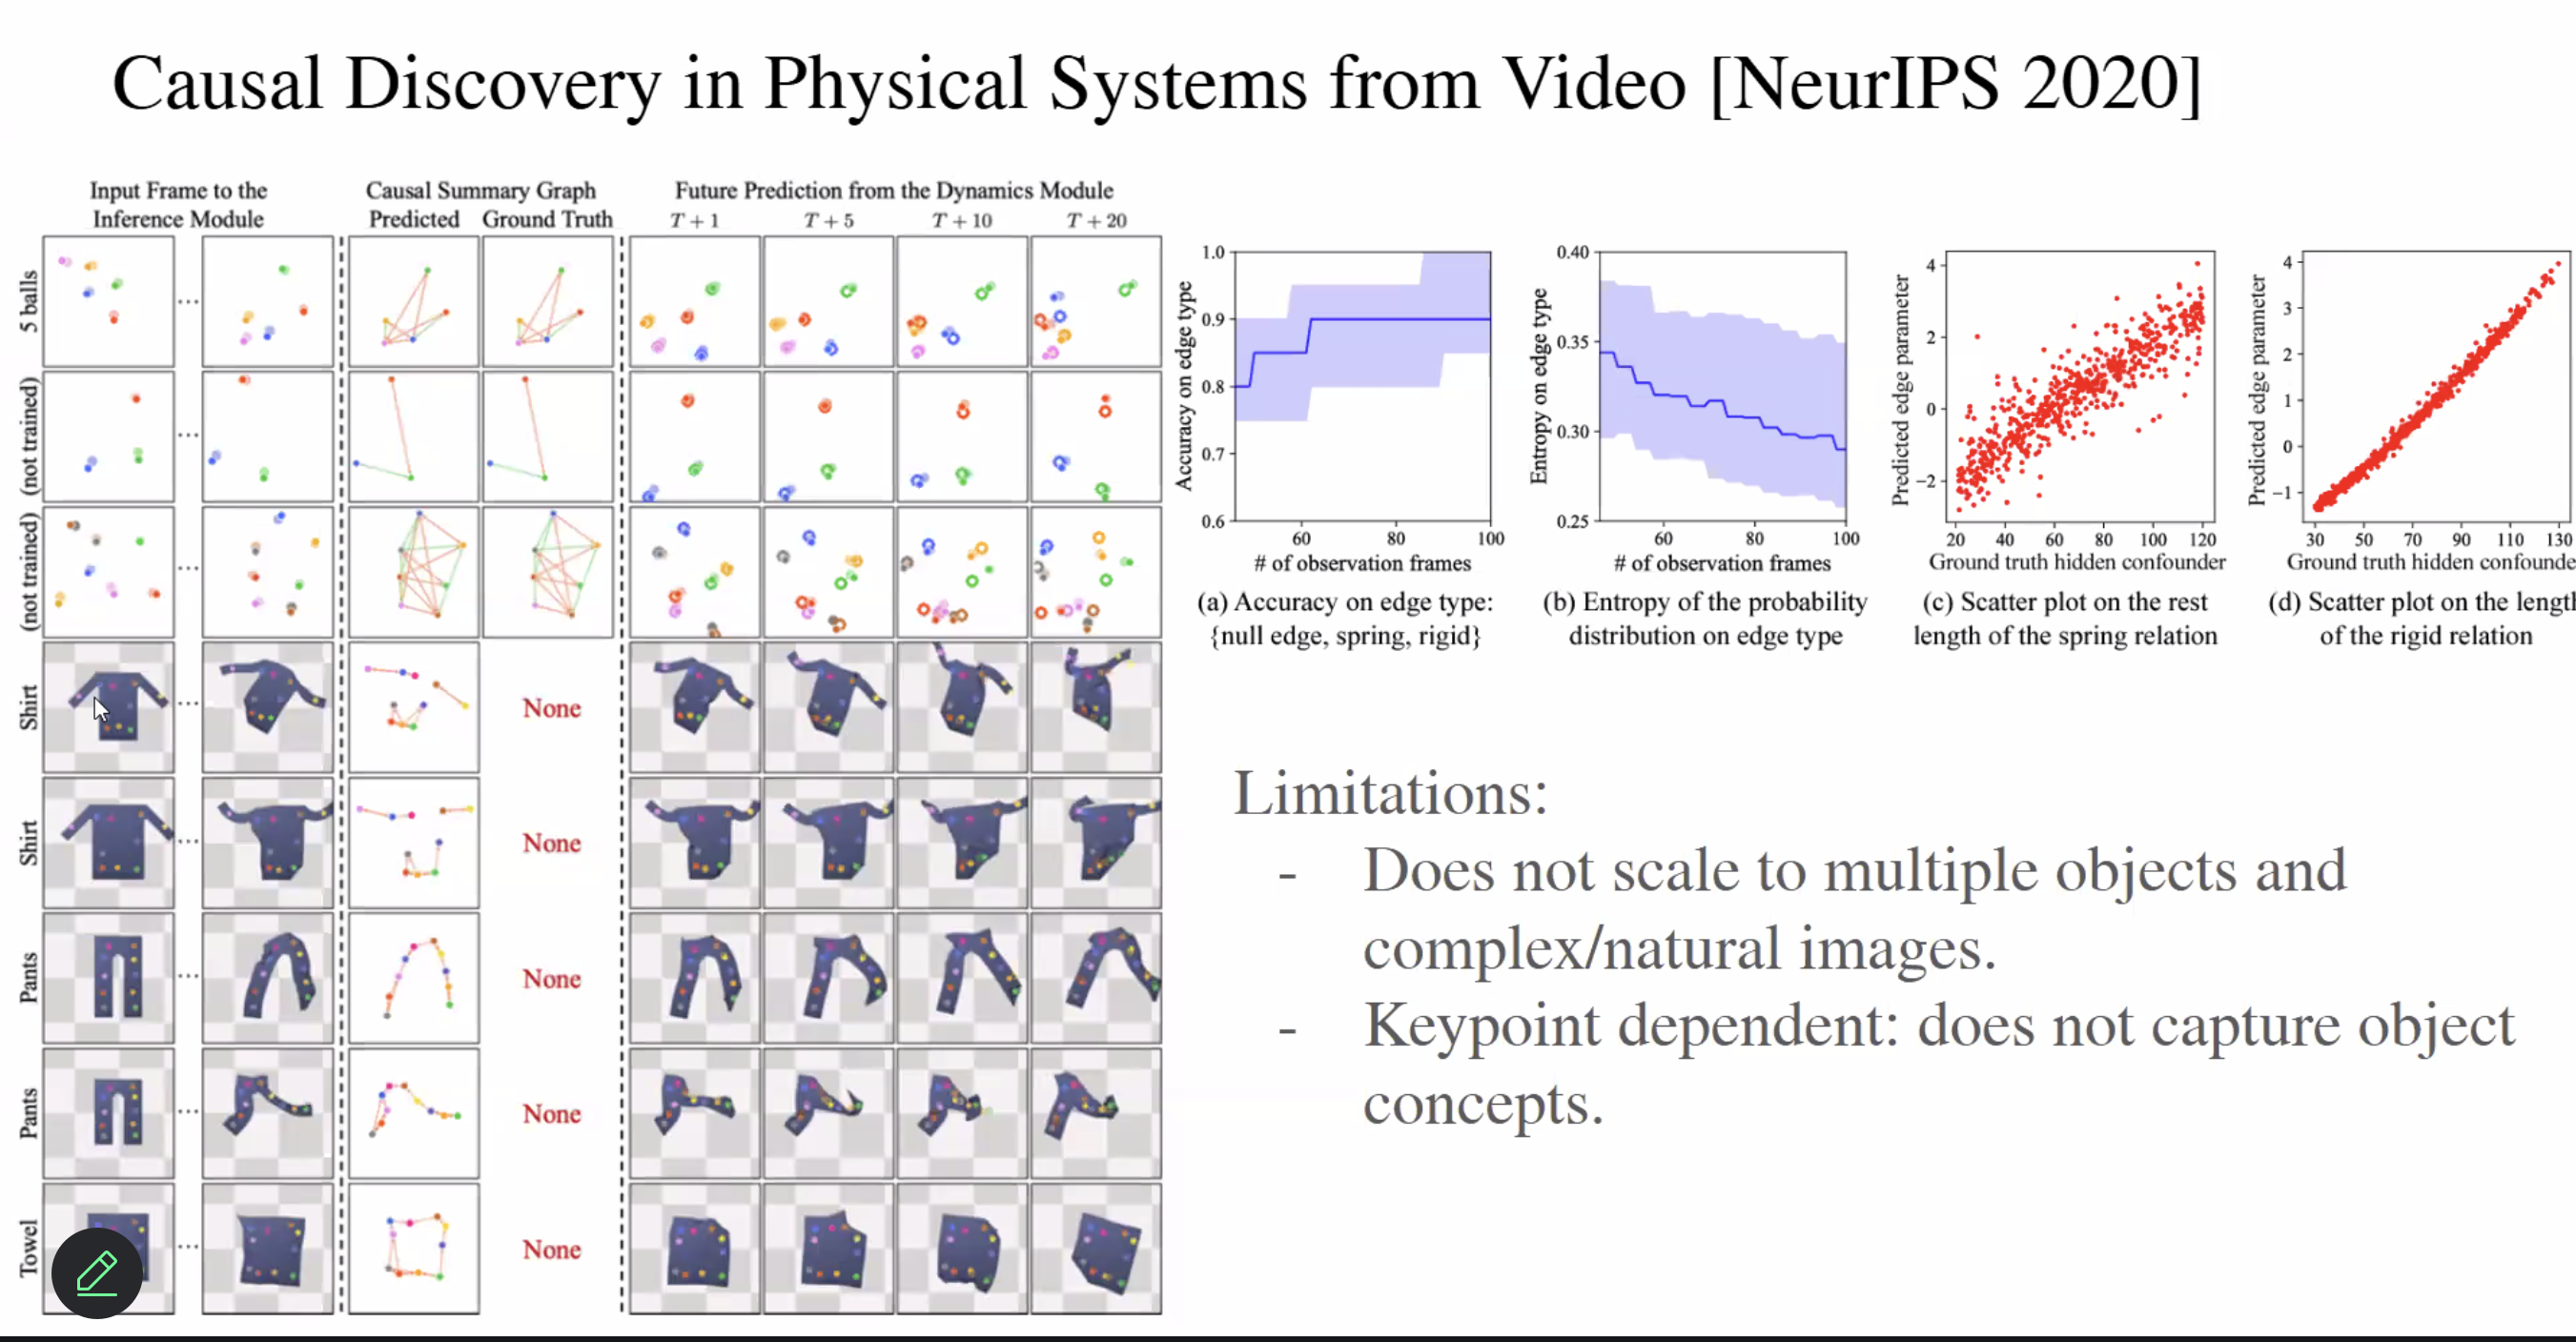 Causal Discovery in Physical Systems from Video [NeurIPS 2020]
Input Frame to the
Inference Module
Causal Summary Graph
Predicted Ground Truth
Future Prediction from the Dynamics Module
T + 1 T + 5 T + 10 T + 20
5 balls
(not trained)
(not trained)
Shirt
None
Shirt
None
Pants
None
Pants
None
Towel
None
Accuracy on edge type
1.0
0.9
0.8
0.7
0.6
60 80 100
# of observation frames
(a) Accuracy on edge type:
{null edge, spring, rigid}
Entropy on edge type
0.40
0.35
0.30
0.25
60 80 100
# of observation frames
(b) Entropy of the probability
distribution on edge type
Predicted edge parameter
4
2
0
−2
20 40 60 80 100 120
Ground truth hidden confounder
(c) Scatter plot on the rest
length of the spring relation
Predicted edge parameter
4
3
2
1
0
−1
30 50 70 90 110 130
Ground truth hidden confounde
(d) Scatter plot on the lengt
of the rigid relation
Limitations:
- Does not scale to multiple objects and
complex/natural images.
- Keypoint dependent: does not capture object
concepts.